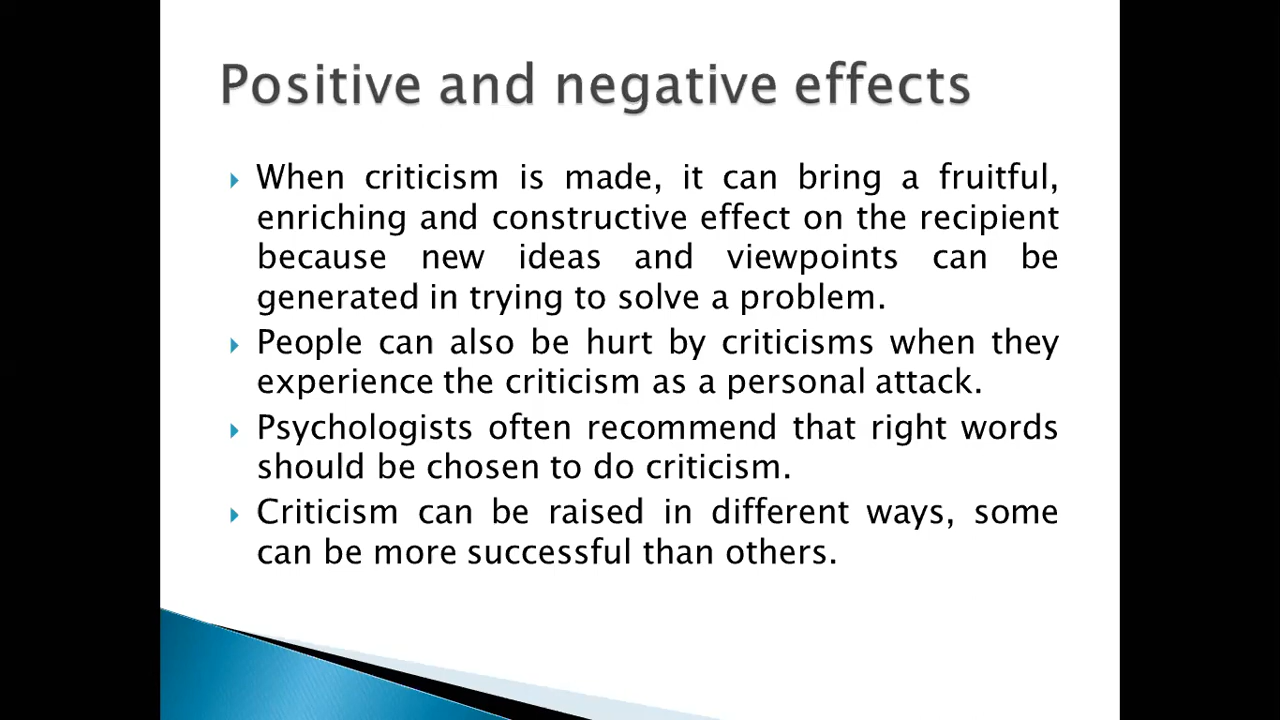 Positive and negative effects
When criticism is made, it can bring a fruitful,
enriching and constructive effect on the recipient
because new ideas and viewpoints can be
generated in trying to solve a problem.
People can also be hurt by criticisms when they
experience the criticism as a personal attack.
Psychologists often recommend that right words
should be chosen to do criticism.
Criticism can be raised in different ways, some
can be more successful than others.